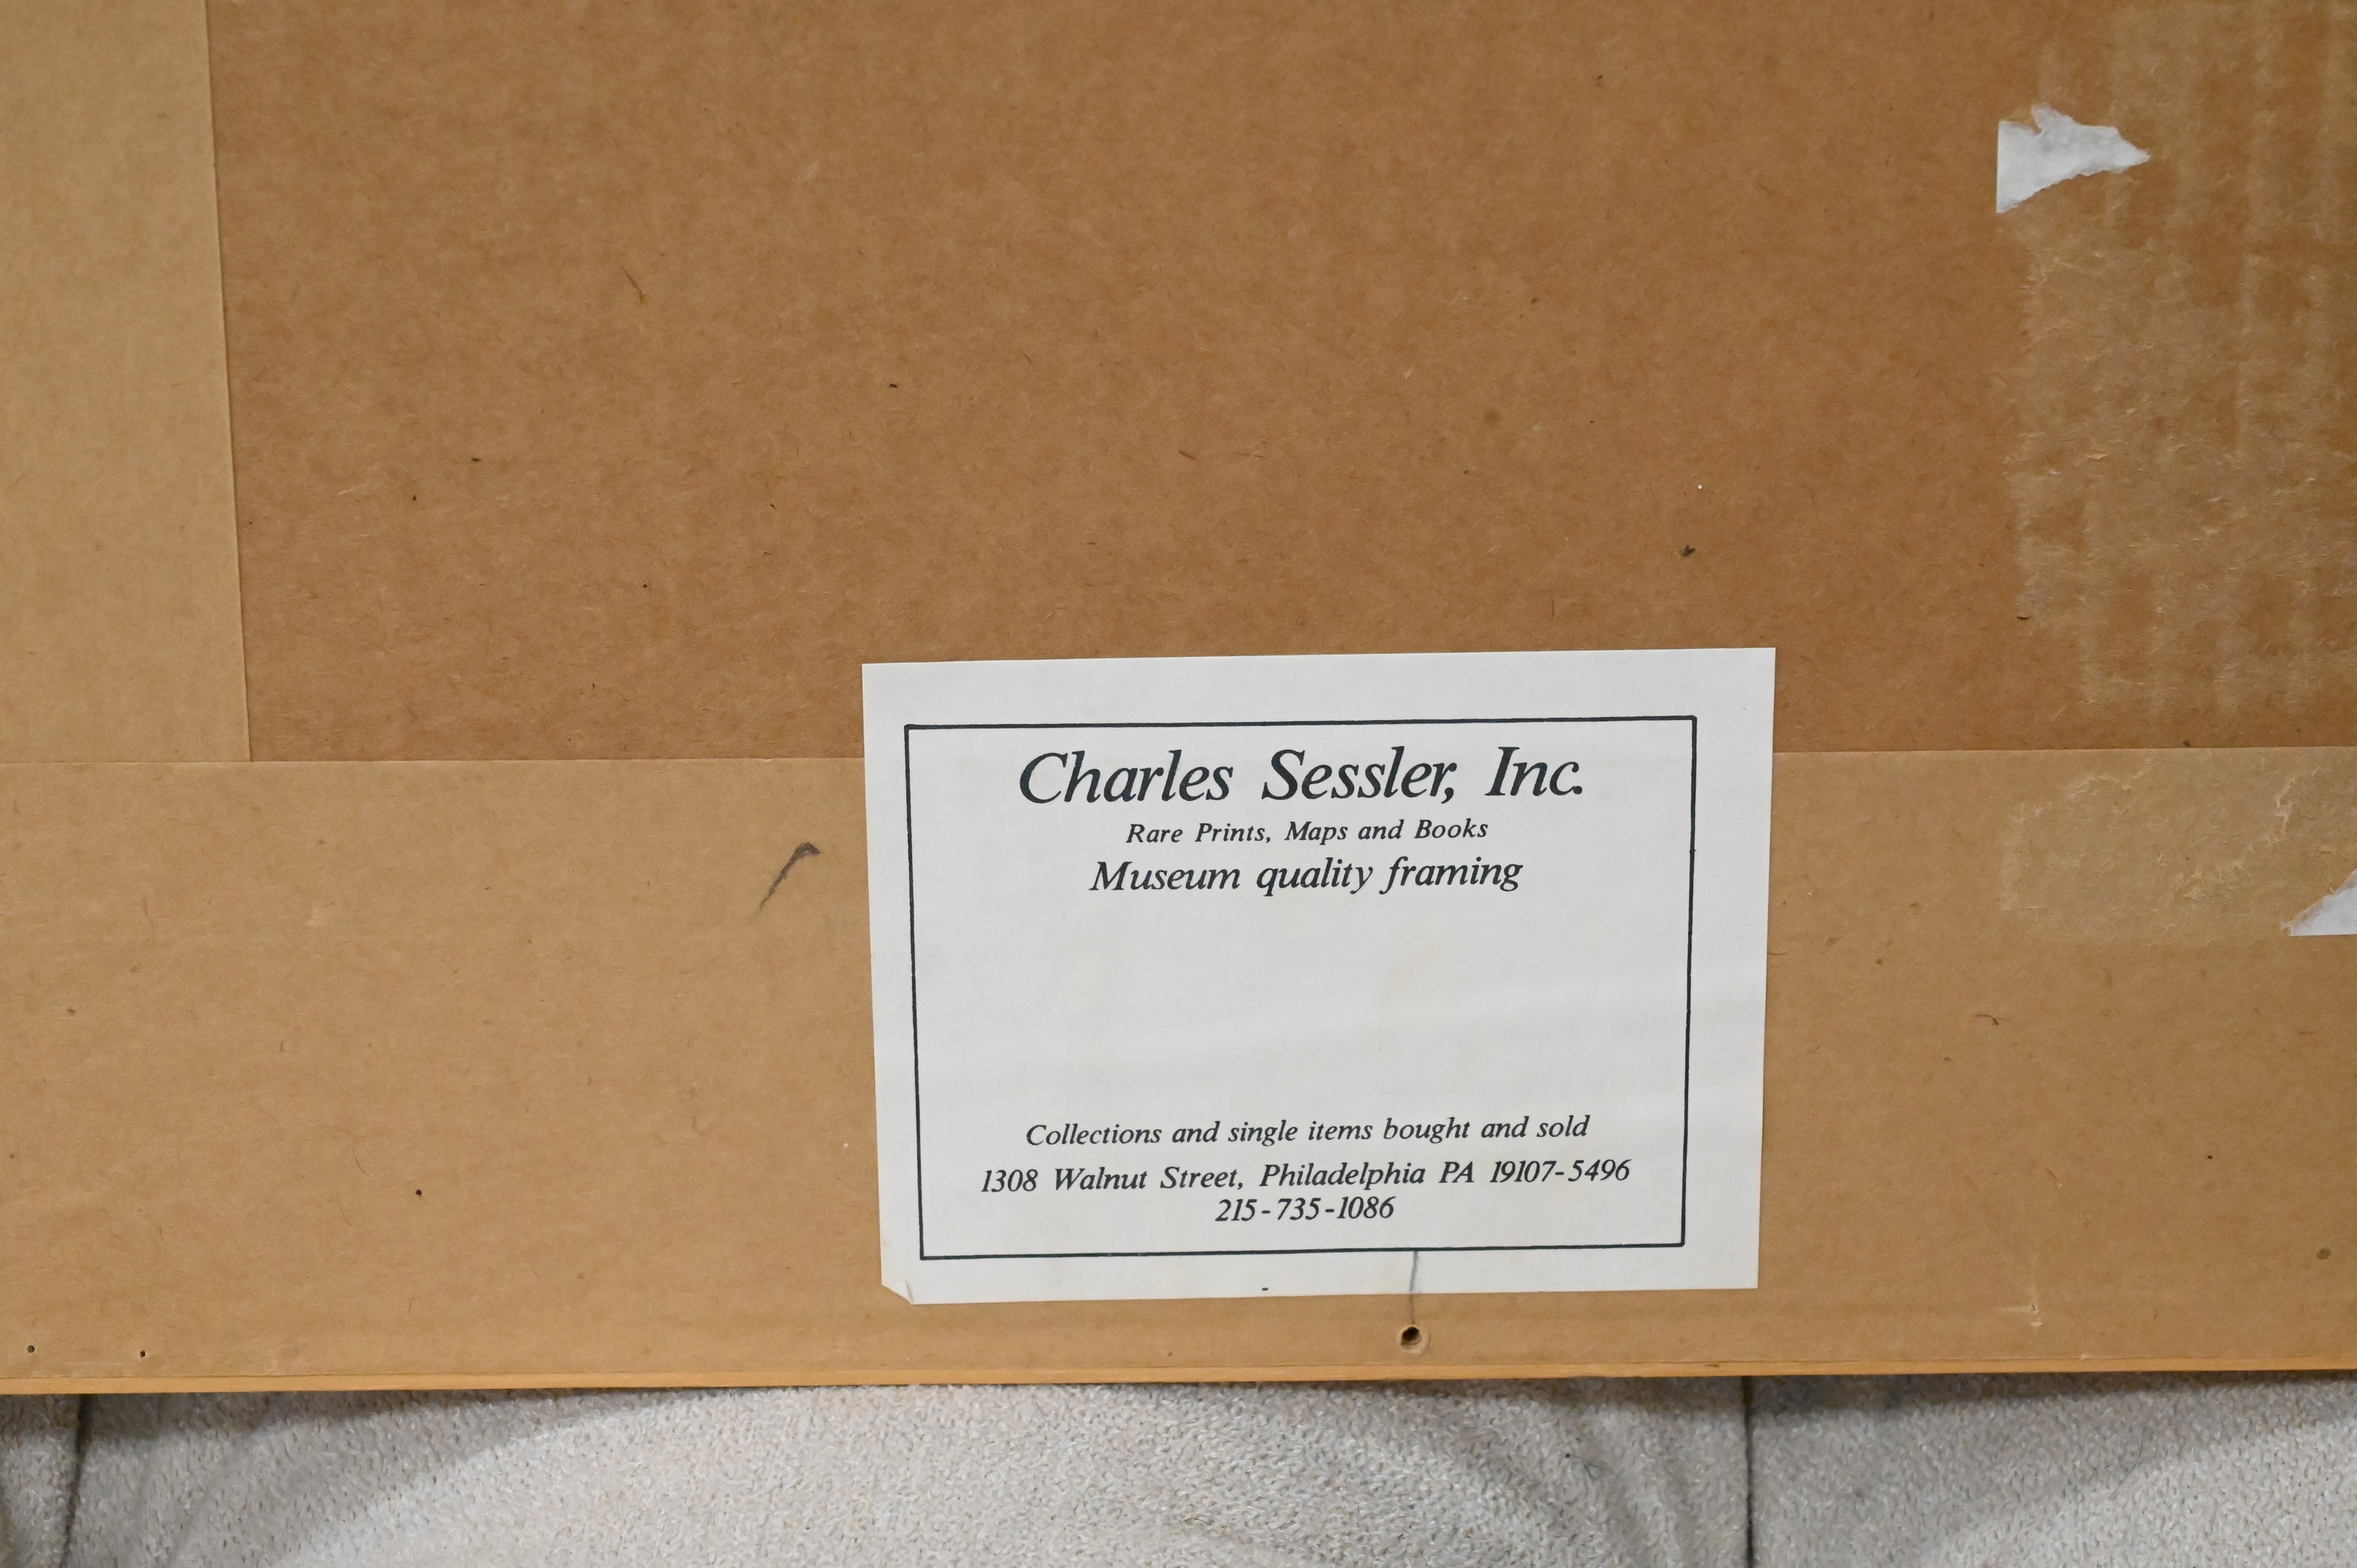 Charles Sessler, Inc.
Rare Prints, Maps and Books
Museum quality framing
Collections and single items bought and sold
1308 Walnut Street, Philadelphia PA 19107-5496
215-735-1086